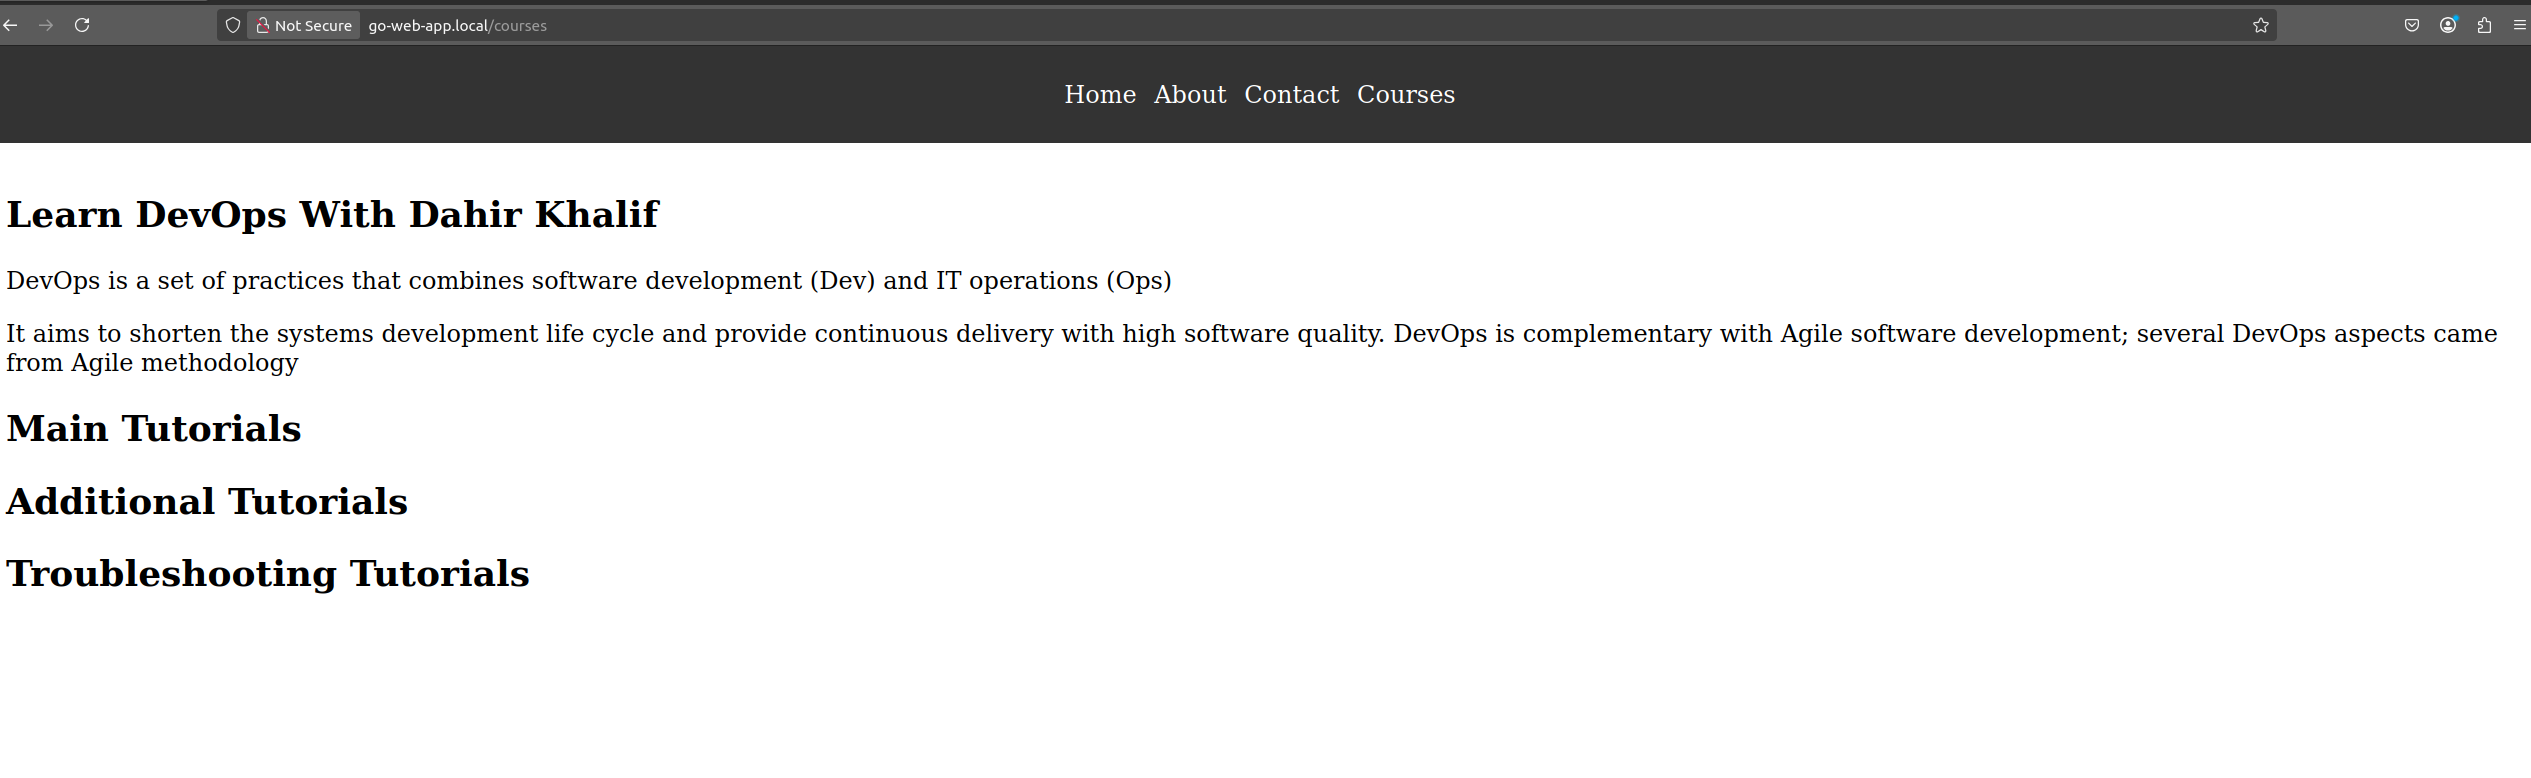 Not Secure go-web-app.local/courses
Home About Contact Courses
Learn DevOps With Dahir Khalif
DevOps is a set of practices that combines software development (Dev) and IT operations (Ops)
It aims to shorten the systems development life cycle and provide continuous delivery with high software quality. DevOps is complementary with Agile software development; several DevOps aspects came
from Agile methodology
Main Tutorials
Additional Tutorials
Troubleshooting Tutorials